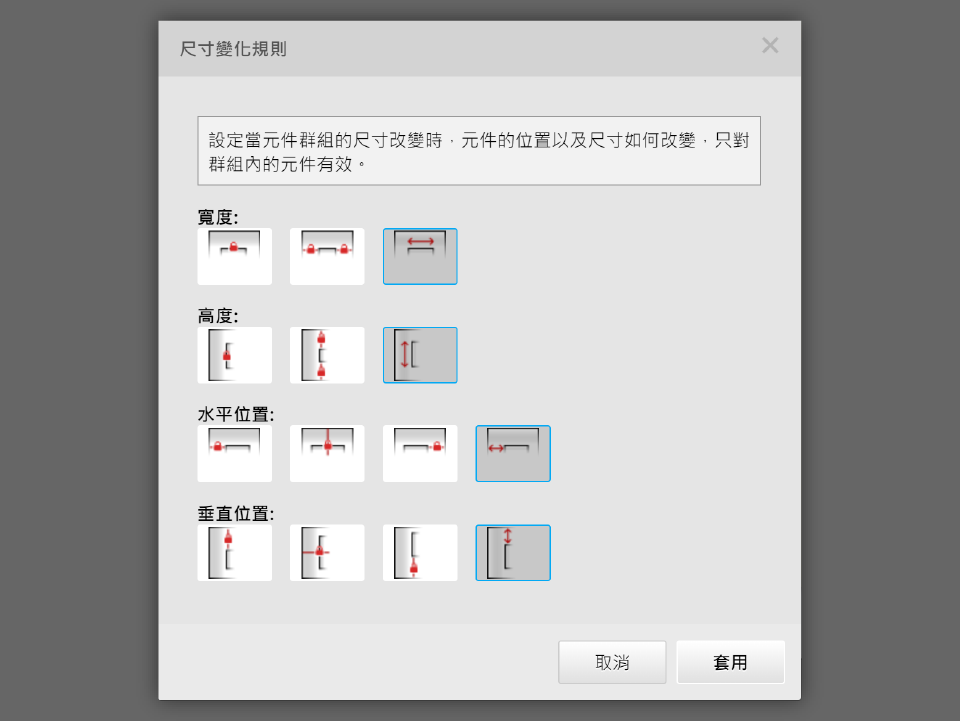 尺寸變化規則
設定當元件群組的尺寸改變時，元件的位置以及尺寸如何改變，只對
群組內的元件有效。
寬度:
高度:
水平位置:
垂直位置:
取消
套用